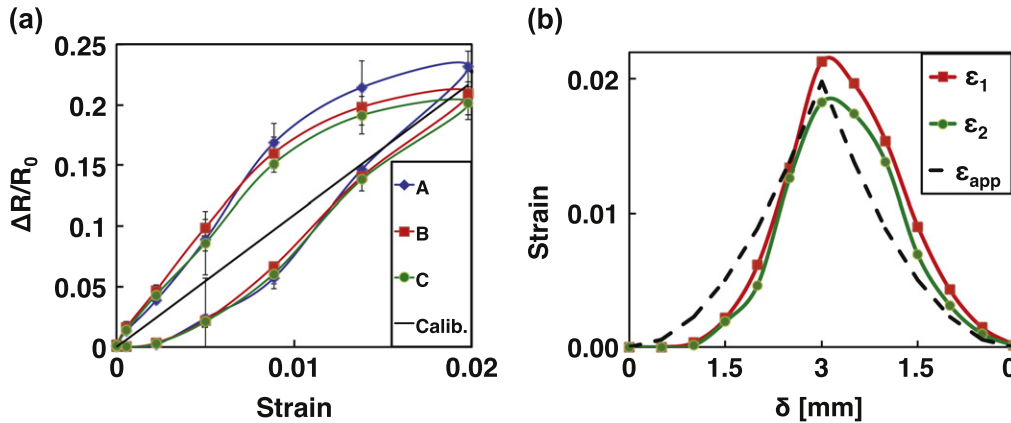 (a)
0.25
0.2
0.15
0.1
0.05
0
ΔR/R0
0
0.01
0.02
Strain
A
B
C
Calib.
(b)
0.02
0.01
0.00
Strain
0
1.5
3
1.5
0
δ [mm]
ε1
ε2
εapp